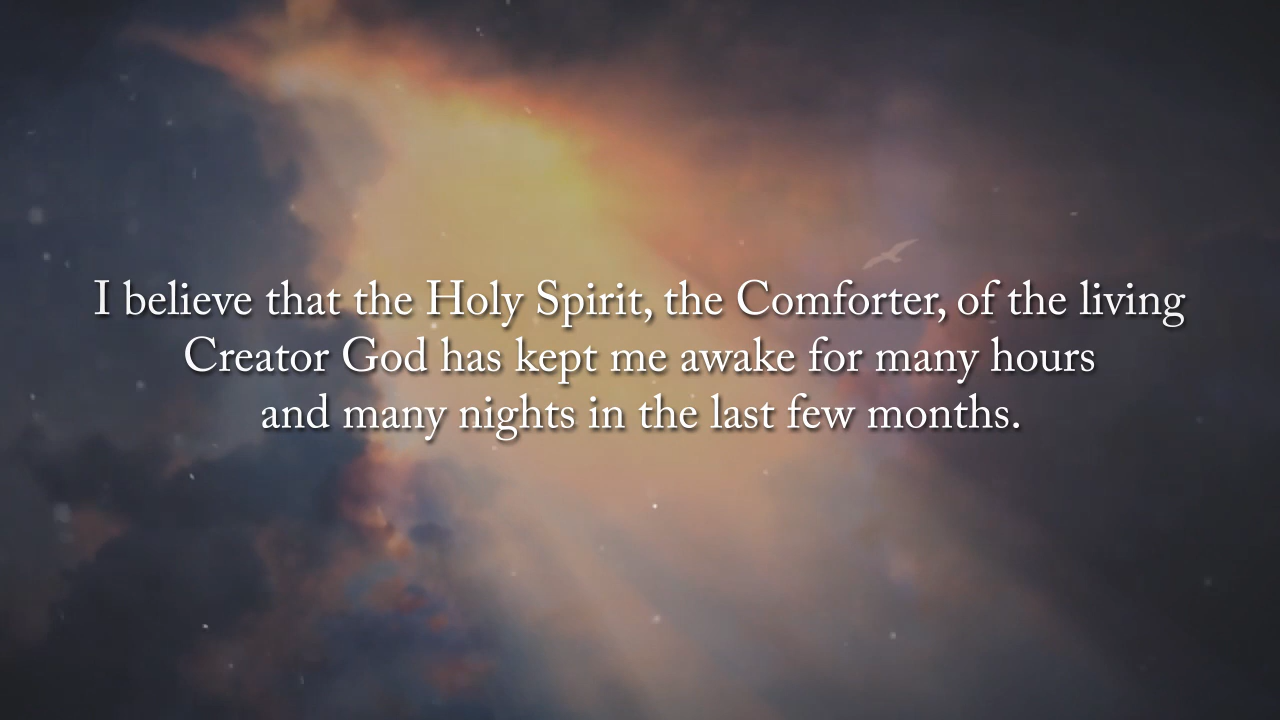 I believe that the Holy Spirit, the Comforter, of the living
Creator God has kept me awake for many hours
and many nights in the last few months.